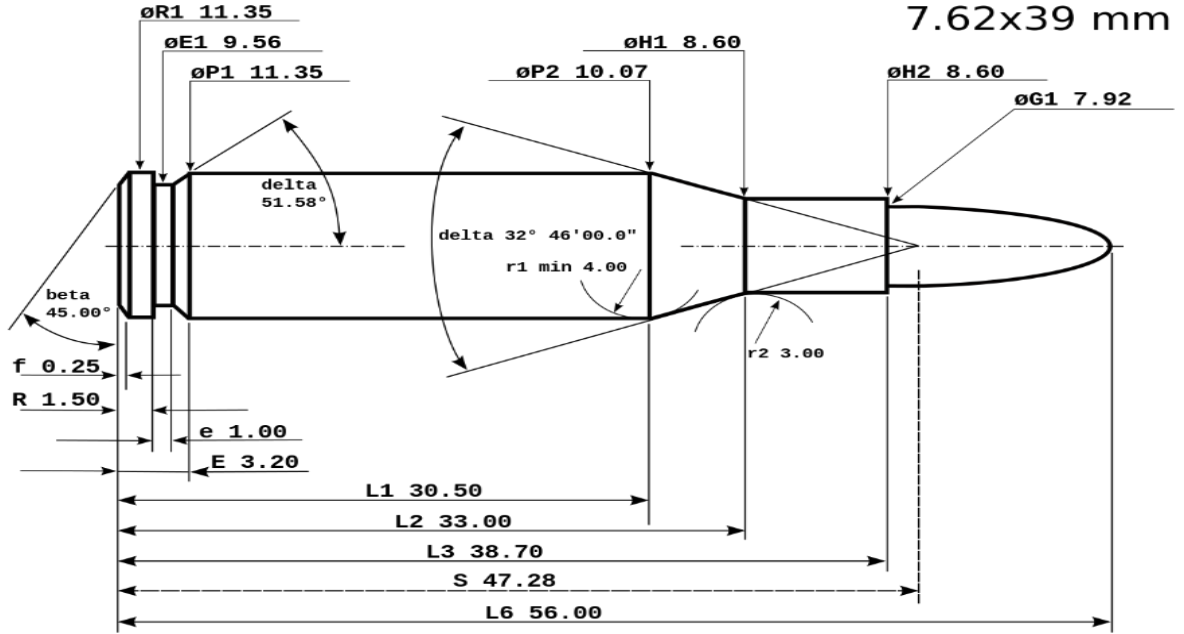 7.62x39 mm
øR1 11.35
øE1 9.56
øP1 11.35
øP2 10.07
øH1 8.60
øH2 8.60
øG1 7.92
delta
51.58°
delta 32° 46'00.0"
r1 min 4.00
beta
45.00°
r2 3.00
f 0.25
R 1.50
e 1.00
E 3.20
L1 30.50
L2 33.00
L3 38.70
S 47.28
L6 56.00